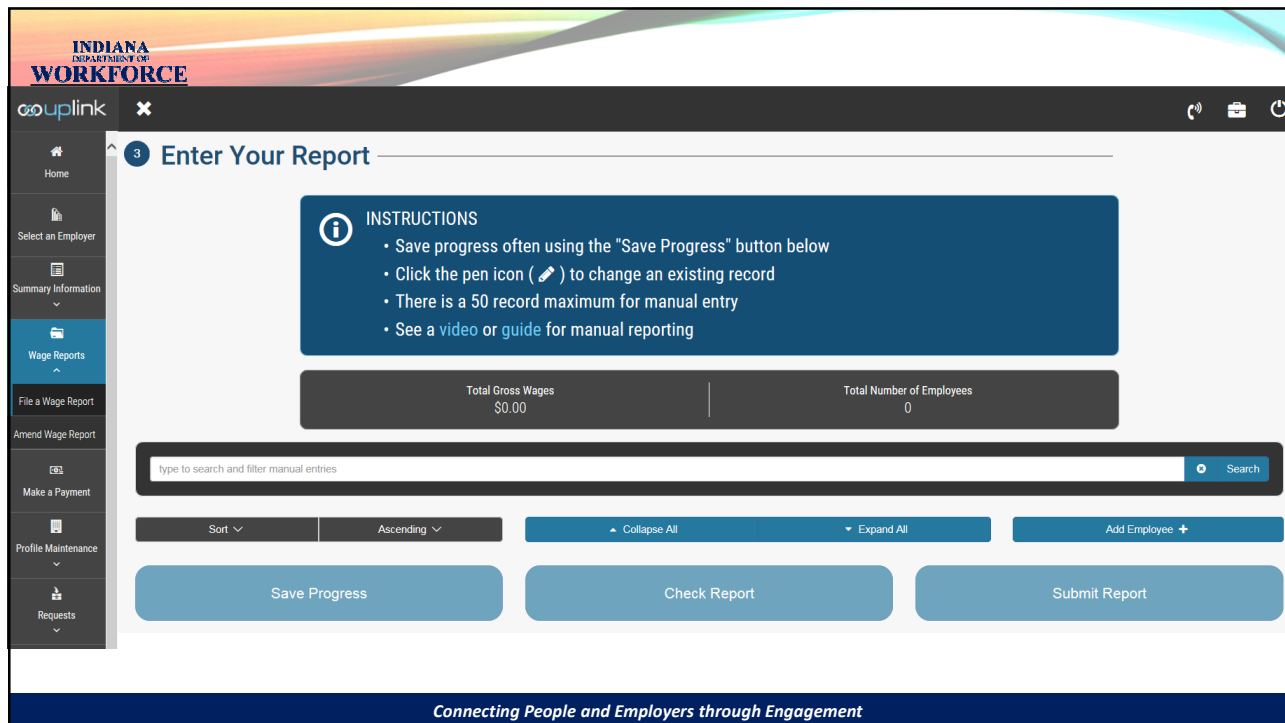 INDIANA
DEPARTMENT OF
WORKFORCE
uplink
Home
Select an Employer
Summary Information
Wage Reports
File a Wage Report
Amend Wage Report
Make a Payment
Profile Maintenance
Requests
3 Enter Your Report
INSTRUCTIONS
• Save progress often using the "Save Progress" button below
• Click the pen icon ( ) to change an existing record
• There is a 50 record maximum for manual entry
• See a video or guide for manual reporting
Total Gross Wages
$0.00
Total Number of Employees
0
type to search and filter manual entries
Search
Sort
Ascending
Collapse All
Expand All
Add Employee +
Save Progress
Check Report
Submit Report
Connecting People and Employers through Engagement